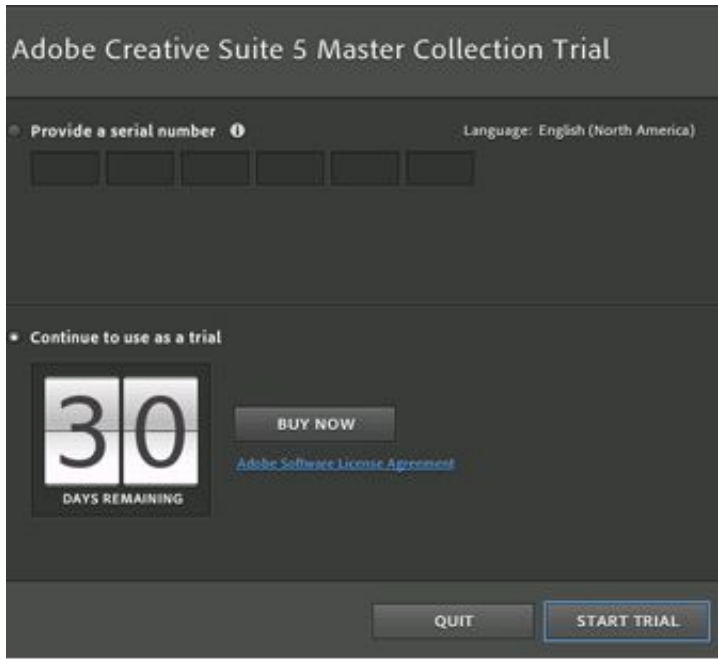 Adobe Creative Suite 5 Master Collection Trial
Provide a serial number
Language: English (North America)
Continue to use as a trial
30
DAYS REMAINING
BUY NOW
Adobe Software License Agreement
QUIT
START TRIAL